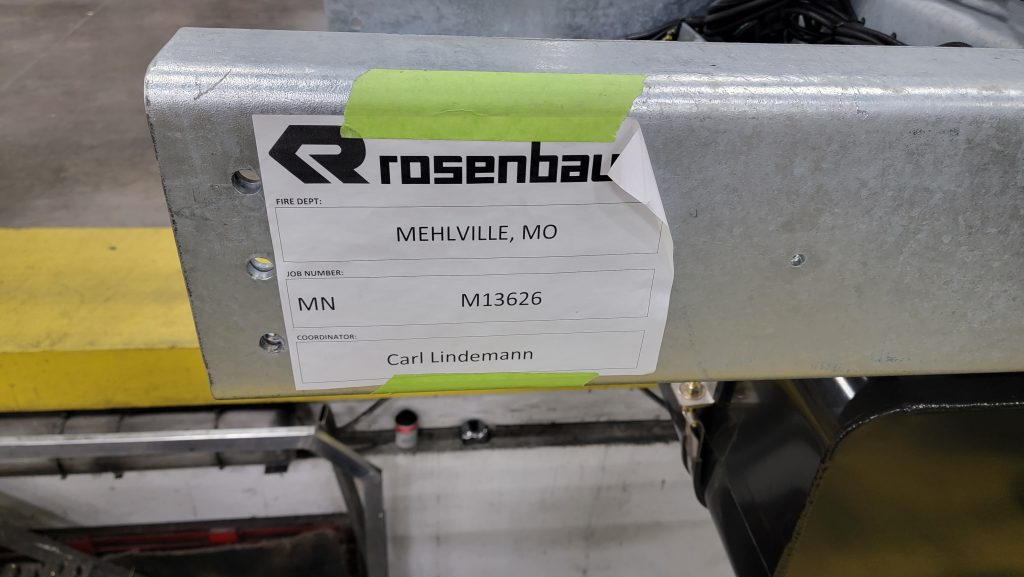 rosenbau
FIRE DEPT:
MEHLVILLE, MO
JOB NUMBER:
MN M13626
COORDINATOR:
Carl Lindemann